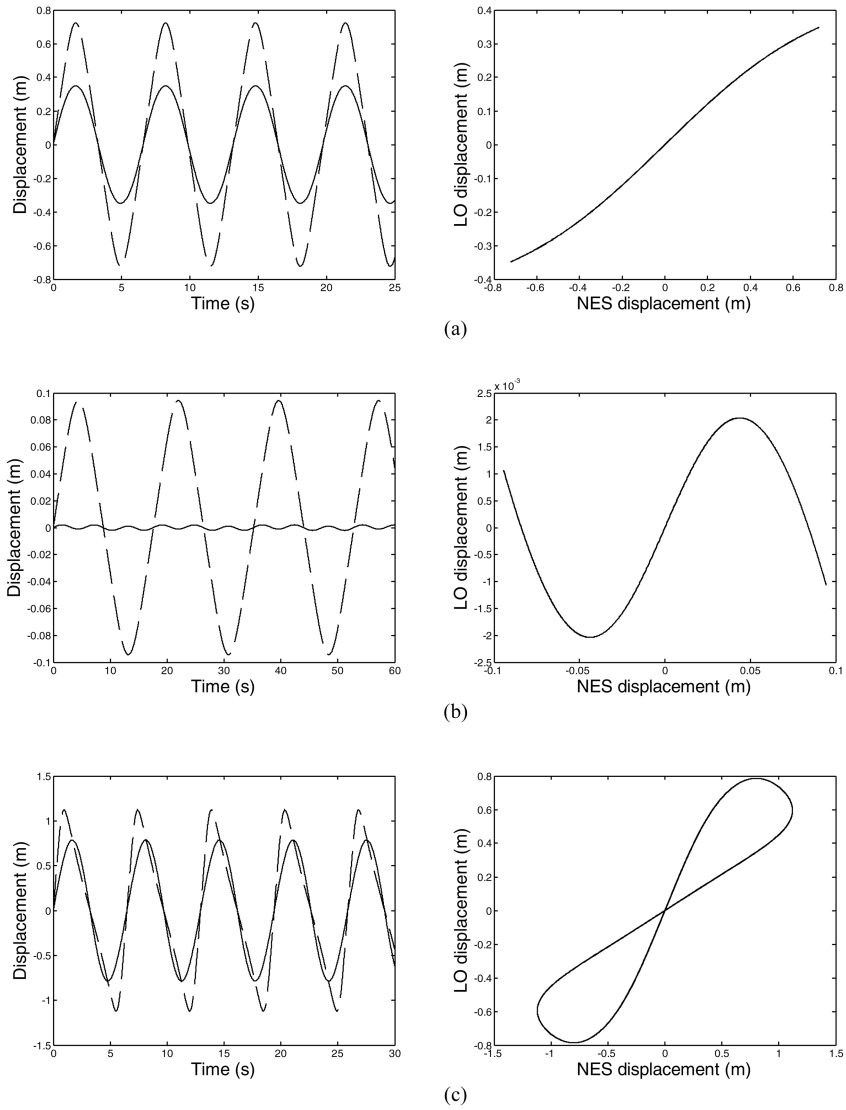 Displacement (m)
0.8
0.6
0.4
0.2
0
-0.2
-0.4
-0.6
-0.8
0 5 10 15 20 25
Time (s)
LO displacement (m)
0.4
0.3
0.2
0.1
0
-0.1
-0.2
-0.3
-0.4
-0.8 -0.6 -0.4 -0.2 0 0.2 0.4 0.6 0.8
NES displacement (m)
(a)
Displacement (m)
0.1
0.08
0.06
0.04
0.02
0
-0.02
-0.04
-0.06
-0.08
-0.1
0 10 20 30 40 50 60
Time (s)
x 10-3
LO displacement (m)
2.5
2
1.5
1
0.5
0
-0.5
-1
-1.5
-2
-2.5
-0.1 -0.05 0 0.05 0.1
NES displacement (m)
(b)
Displacement (m)
1.5
1
0.5
0
-0.5
-1
-1.5
0 5 10 15 20 25 30
Time (s)
LO displacement (m)
0.8
0.6
0.4
0.2
0
-0.2
-0.4
-0.6
-0.8
-1.5 -1 -0.5 0 0.5 1 1.5
NES displacement (m)
(c)